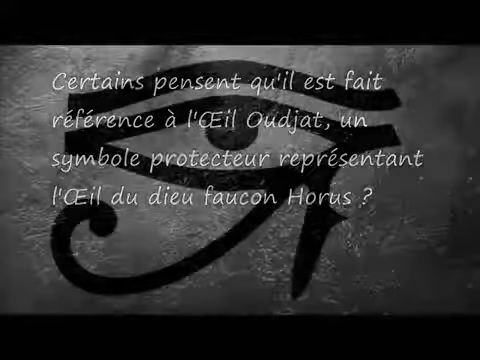 Certains pensent qu'il est fait
référence à l'Œil Oudjat, un
symbole protecteur représentant
l'Œil du dieu faucon Horus ?